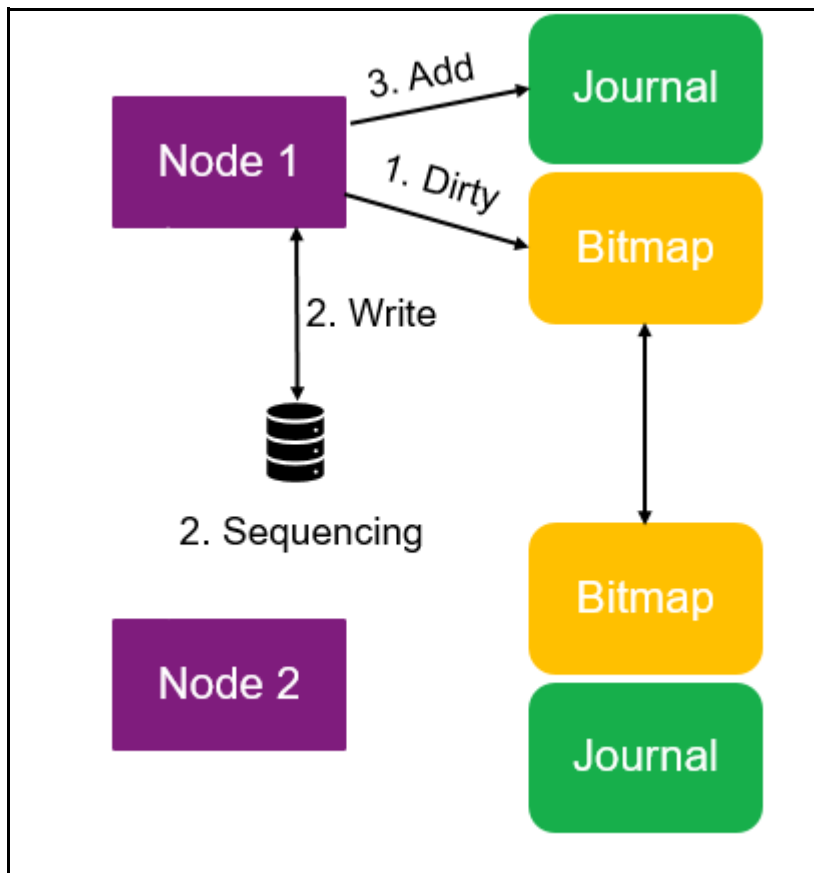 3. Add
Journal
Node 1
1. Dirty
Bitmap
2. Write
2. Sequencing
Bitmap
Node 2
Journal